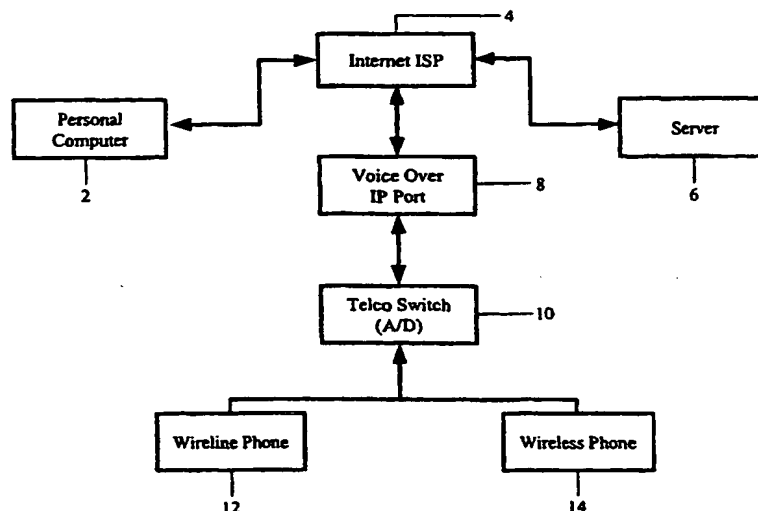 4
Internet ISP
Personal
Computer
Server
2
Voice Over
IP Port
8
6
Telco Switch
(A/D)
10
Wireline Phone
Wireless Phone
12
14